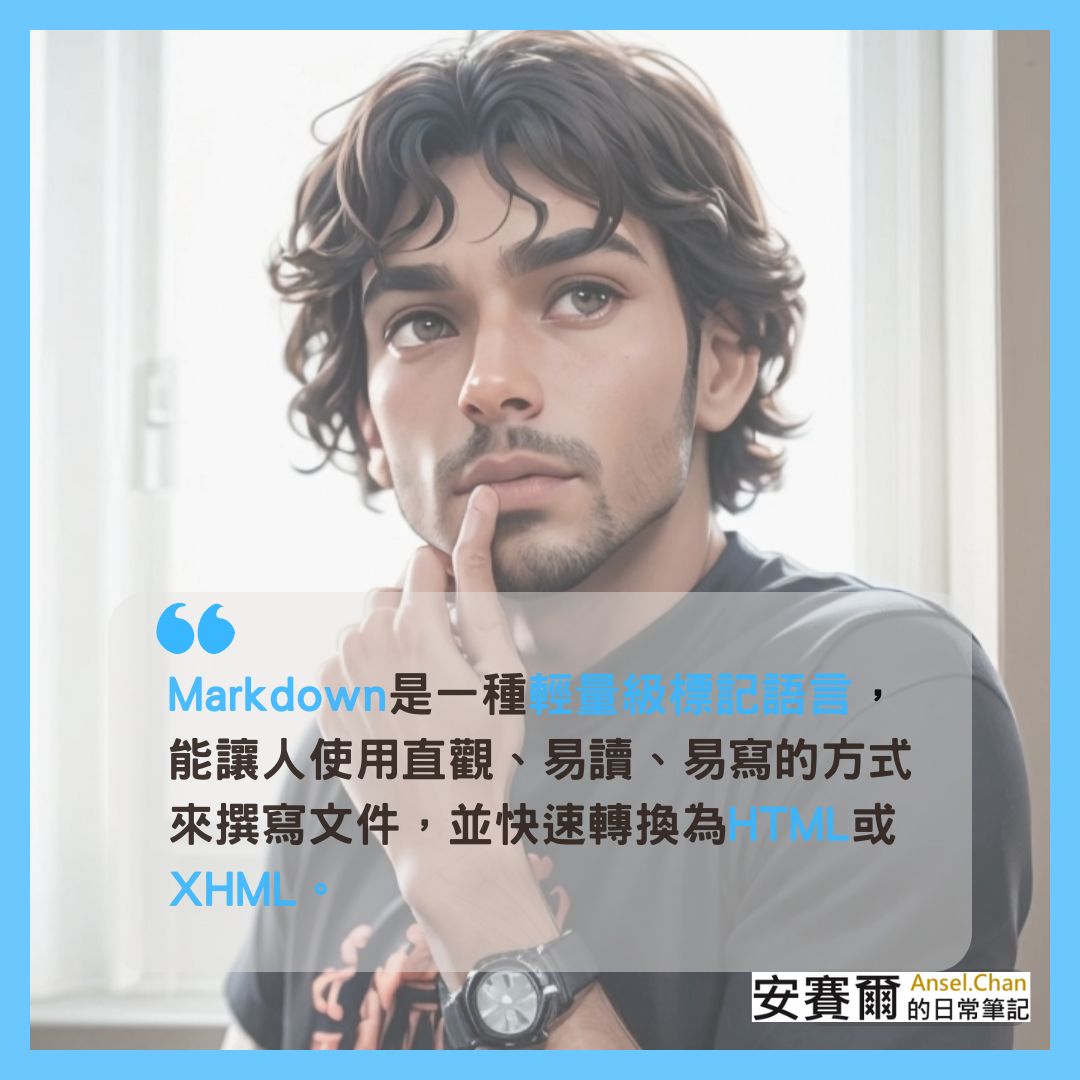 Markdown是一種輕量級標記語言，
能讓人使用直觀、易讀、易寫的方式
來撰寫文件，並快速轉換為HTML或
XHML。
安賽爾 Ansel.Chan
的日常筆記